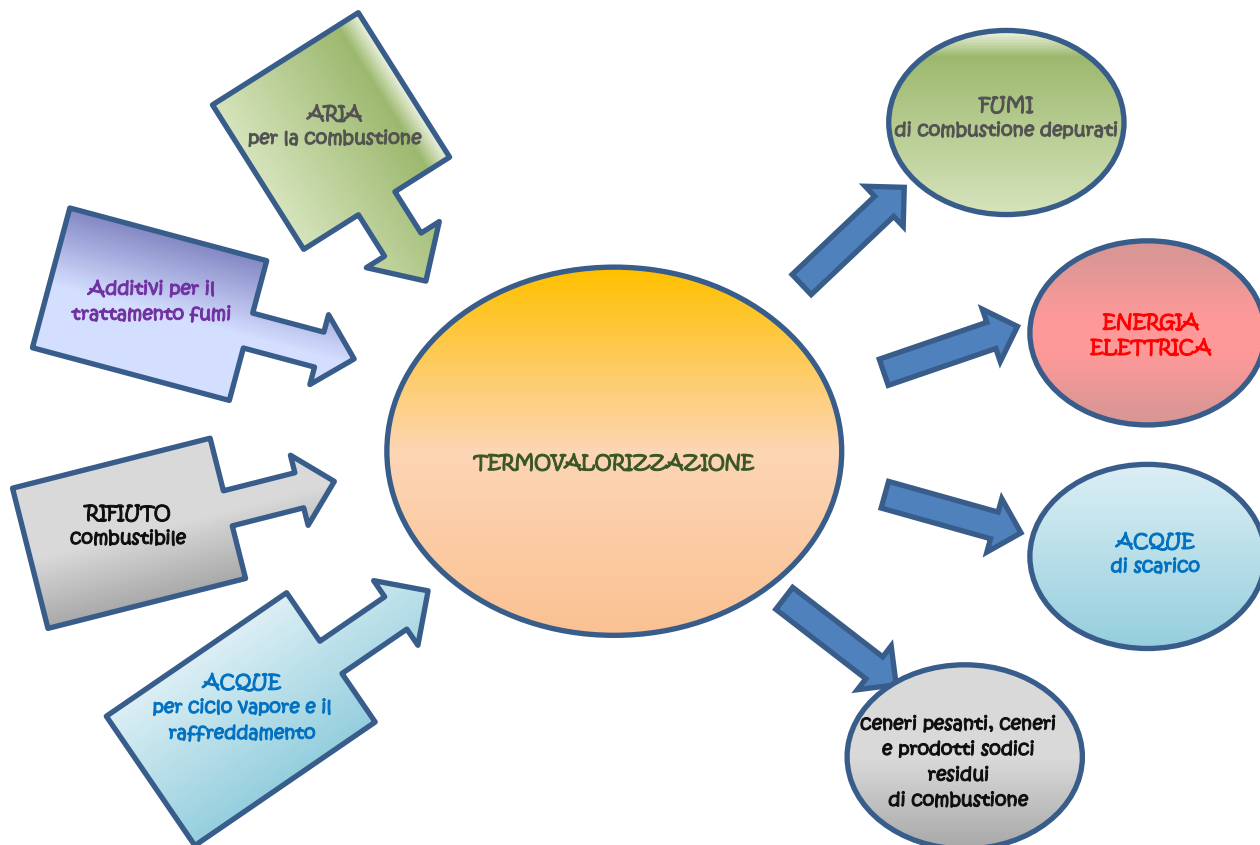 ARIA
per la combustione
Additivi per il
trattamento fumi
RIFIUTO
combustibile
ACQUE
per ciclo vapore e il
raffreddamento
TERMOVALORIZZAZIONE
FUMI
di combustione depurati
ENERGIA
ELETTRICA
ACQUE
di scarico
ceneri pesanti, ceneri
e prodotti sodici
residui
di combustione